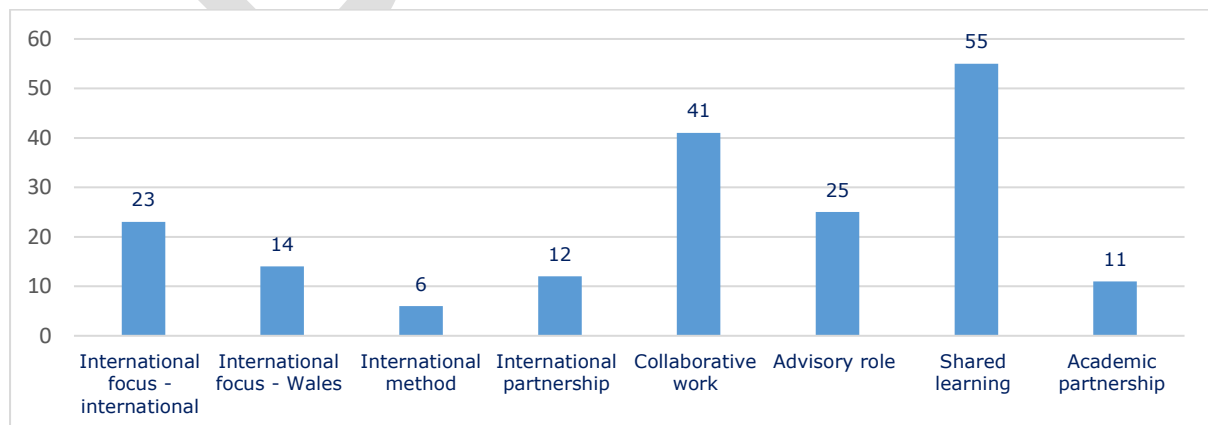 60
50
40
30
20
10
0
23
14
6
12
41
25
55
11
International focus - international
International focus - Wales
International method
International partnership
Collaborative work
Advisory role
Shared learning
Academic partnership